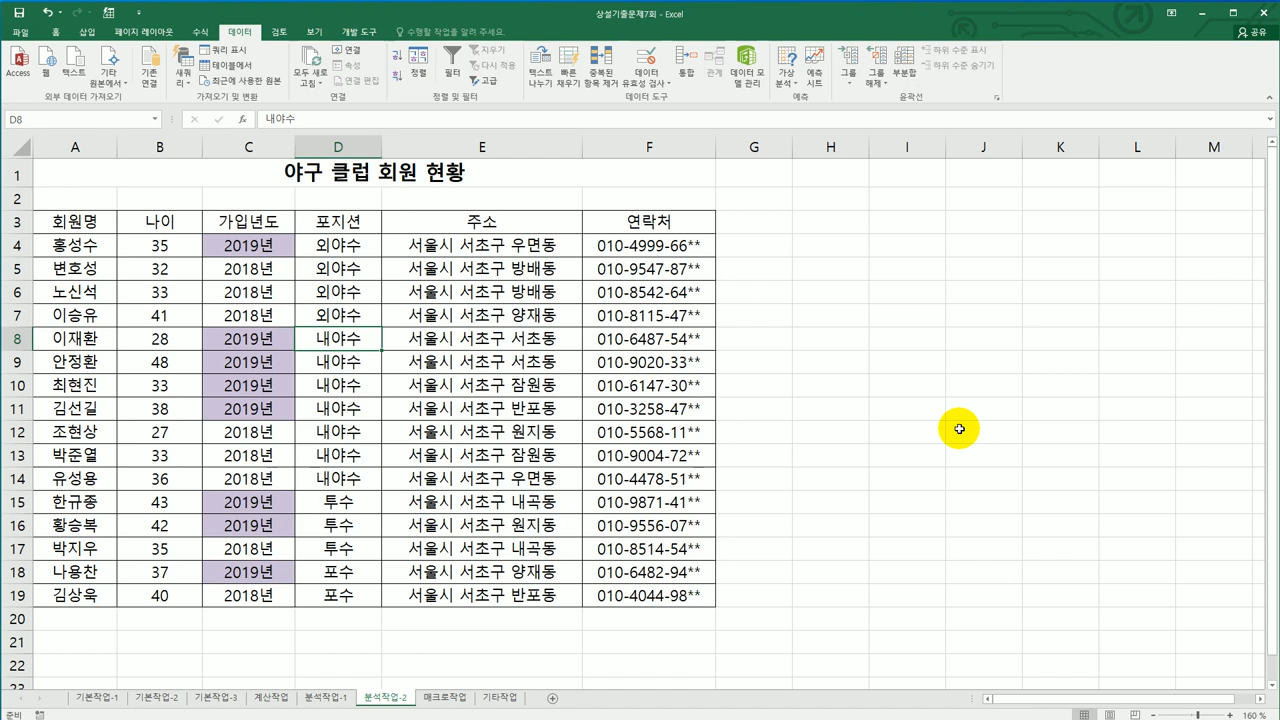 상설기출문제7회 - Excel
파일 홈 삽입 페이지 레이아웃 수식 데이터 검토 보기 개발 도구 수행할 작업을 알려 주세요. 공유
Access 웹 텍스트 기타 원본에서 기존 연결 새 쿼리 쿼리 표시 테이블에서 최근에 사용한 원본 모두 새로 고침 연결 속성 연결 편집 정렬 필터 지우기 다시 적용 고급 텍스트 나누기 빠른 채우기 중복된 항목 제거 데이터 유효성 검사 통합 관계 데이터 모델 관리 가상 분석 예측 시트 그룹 그룹 해제 부분합 하위 수준 표시 하위 수준 숨기기
외부 데이터 가져오기 가져오기 및 변환 연결 정렬 및 필터 데이터 도구 예측 윤곽선
D8 fx 내야수
A B C D E F G H I J K L M
1 야구 클럽 회원 현황
2
3 회원명 나이 가입년도 포지션 주소 연락처
4 홍성수 35 2019년 외야수 서울시 서초구 우면동 010-4999-66**
5 변호성 32 2018년 외야수 서울시 서초구 방배동 010-9547-87**
6 노신석 33 2018년 외야수 서울시 서초구 방배동 010-8542-64**
7 이승유 41 2018년 외야수 서울시 서초구 양재동 010-8115-47**
8 이재환 28 2019년 내야수 서울시 서초구 서초동 010-6487-54**
9 안정환 48 2019년 내야수 서울시 서초구 서초동 010-9020-33**
10 최현진 33 2019년 내야수 서울시 서초구 잠원동 010-6147-30**
11 김선길 38 2019년 내야수 서울시 서초구 반포동 010-3258-47**
12 조현상 27 2018년 내야수 서울시 서초구 원지동 010-5568-11**
13 박준열 33 2018년 내야수 서울시 서초구 잠원동 010-9004-72**
14 유성용 36 2018년 내야수 서울시 서초구 우면동 010-4478-51**
15 한규종 43 2019년 투수 서울시 서초구 내곡동 010-9871-41**
16 황승복 42 2019년 투수 서울시 서초구 원지동 010-9556-07**
17 박지우 35 2018년 투수 서울시 서초구 내곡동 010-8514-54**
18 나용찬 37 2019년 포수 서울시 서초구 양재동 010-6482-94**
19 김상욱 40 2018년 포수 서울시 서초구 반포동 010-4044-98**
20
21
22
23
기본작업-1 기본작업-2 기본작업-3 계산작업 분석작업-1 분석작업-2 매크로작업 기타작업
준비 160 %